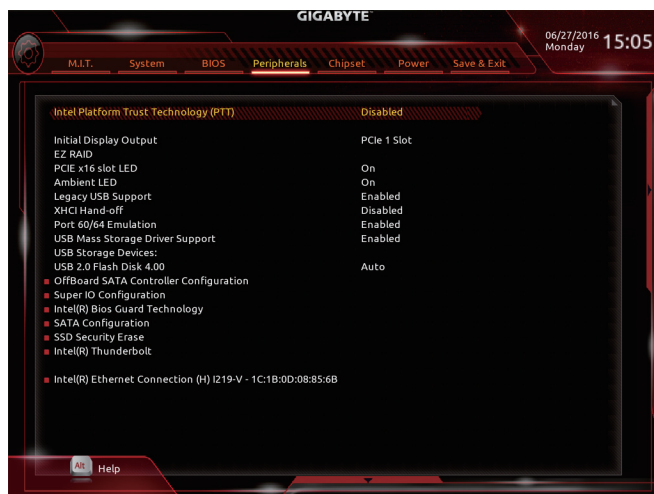 GIGABYTE™
06/27/2016 Monday 15:05
M.I.T. System BIOS Peripherals Chipset Power Save & Exit
Intel Platform Trust Technology (PTT) Disabled
Initial Display Output PCIe 1 Slot
EZ RAID
PCIE x16 slot LED On
Ambient LED On
Legacy USB Support Enabled
XHCI Hand-off Disabled
Port 60/64 Emulation Enabled
USB Mass Storage Driver Support Enabled
USB Storage Devices:
USB 2.0 Flash Disk 4.00 Auto
OffBoard SATA Controller Configuration
Super IO Configuration
Intel(R) Bios Guard Technology
SATA Configuration
SSD Security Erase
Intel(R) Thunderbolt
Intel(R) Ethernet Connection (H) I219-V - 1C:1B:0D:08:85:6B
Alt Help